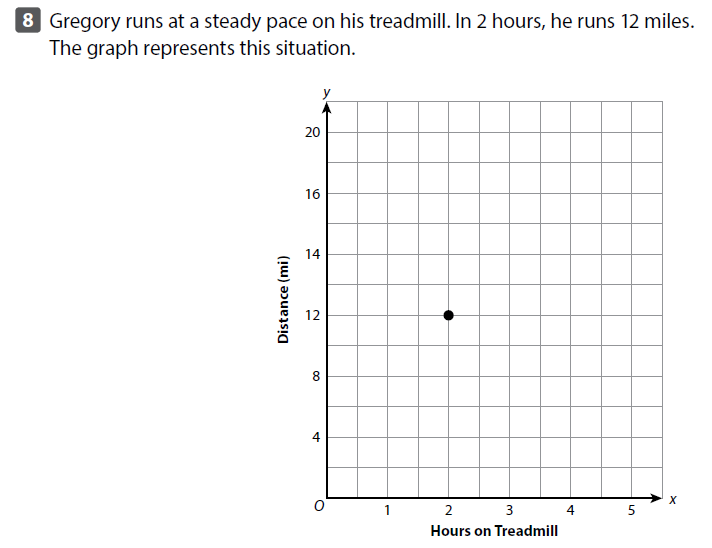 8 Gregory runs at a steady pace on his treadmill. In 2 hours, he runs 12 miles.
The graph represents this situation.
y
20
16
14
12
8
4
Distance (mi)
O
1 2 3 4 5 x
Hours on Treadmill